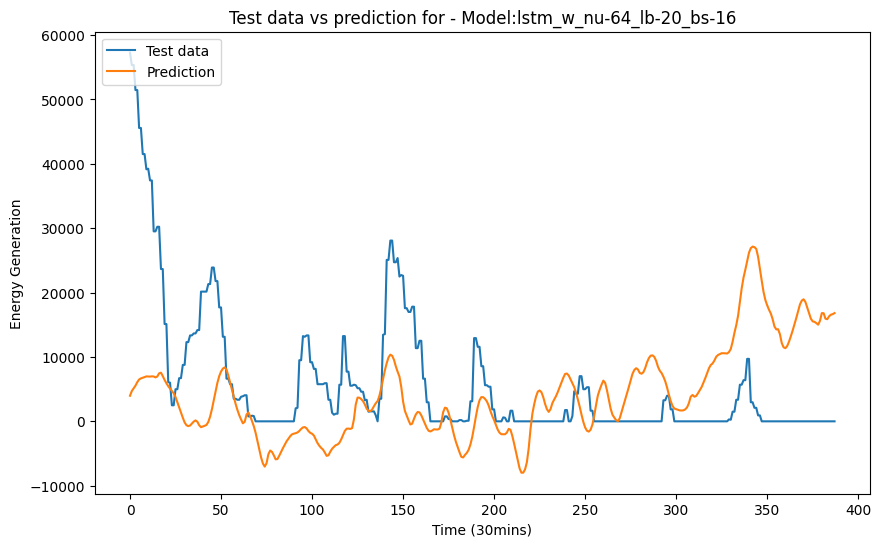 Test data vs prediction for - Model:lstm_w_nu-64_lb-20_bs-16
Test data
Prediction
60000
50000
40000
30000
20000
10000
0
−10000
Energy Generation
0 50 100 150 200 250 300 350 400
Time (30mins)